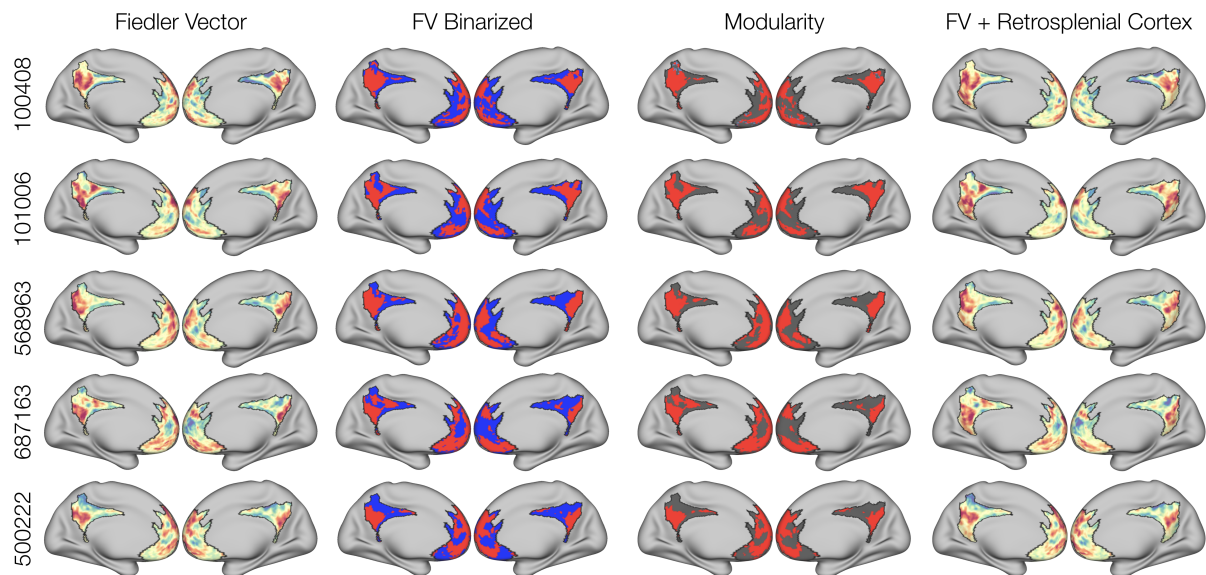 Fiedler Vector
FV Binarized
Modularity
FV + Retrosplenial Cortex
100408
101006
568963
687163
500222